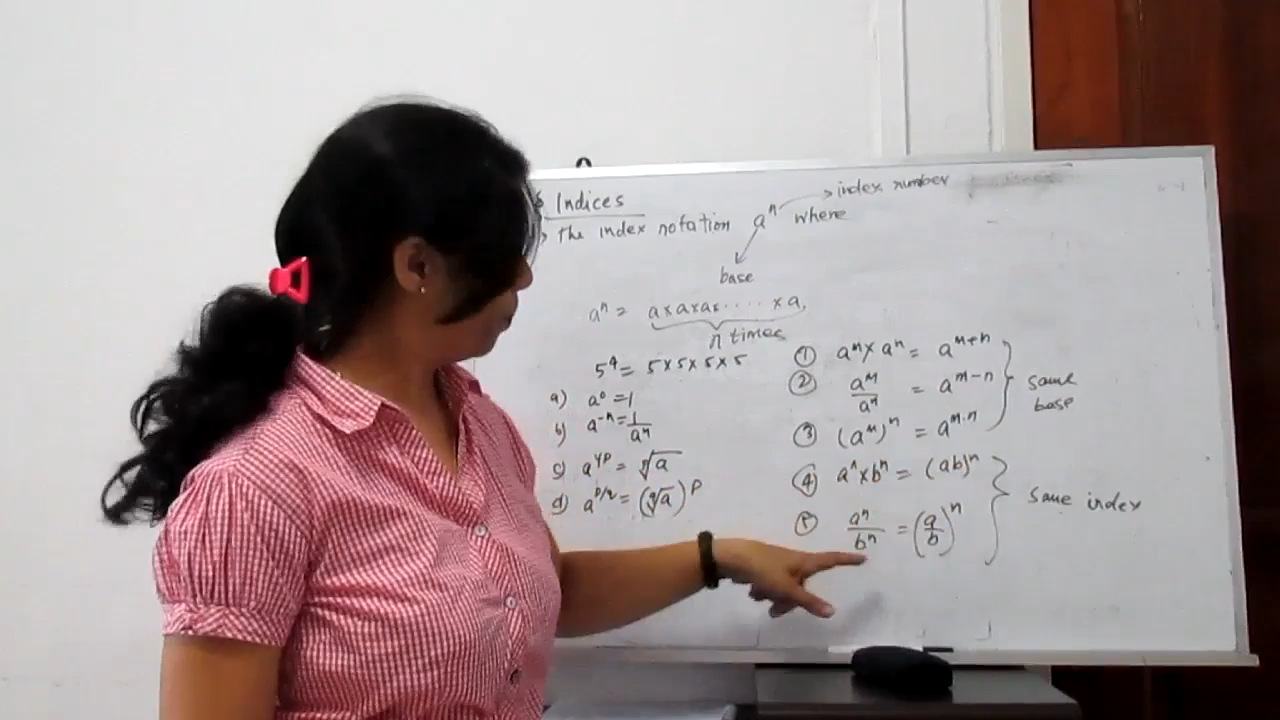 Indices
The index notation aⁿ where → index number
base
aⁿ = a×a×a×.....×a,
n times
5⁴ = 5×5×5×5
a) a⁰ = 1
b) a⁻ⁿ = 1/aⁿ
c) a^(1/p) = ᵖ√a
d) a^(p/q) = (ᑫ√a)^p
① aᵐ × aⁿ = aᵐ⁺ⁿ
② aᵐ/aⁿ = aᵐ⁻ⁿ
③ (aᵐ)ⁿ = aᵐ·ⁿ
same base
④ aⁿ × bⁿ = (ab)ⁿ
⑤ aⁿ/bⁿ = (a/b)ⁿ
same index